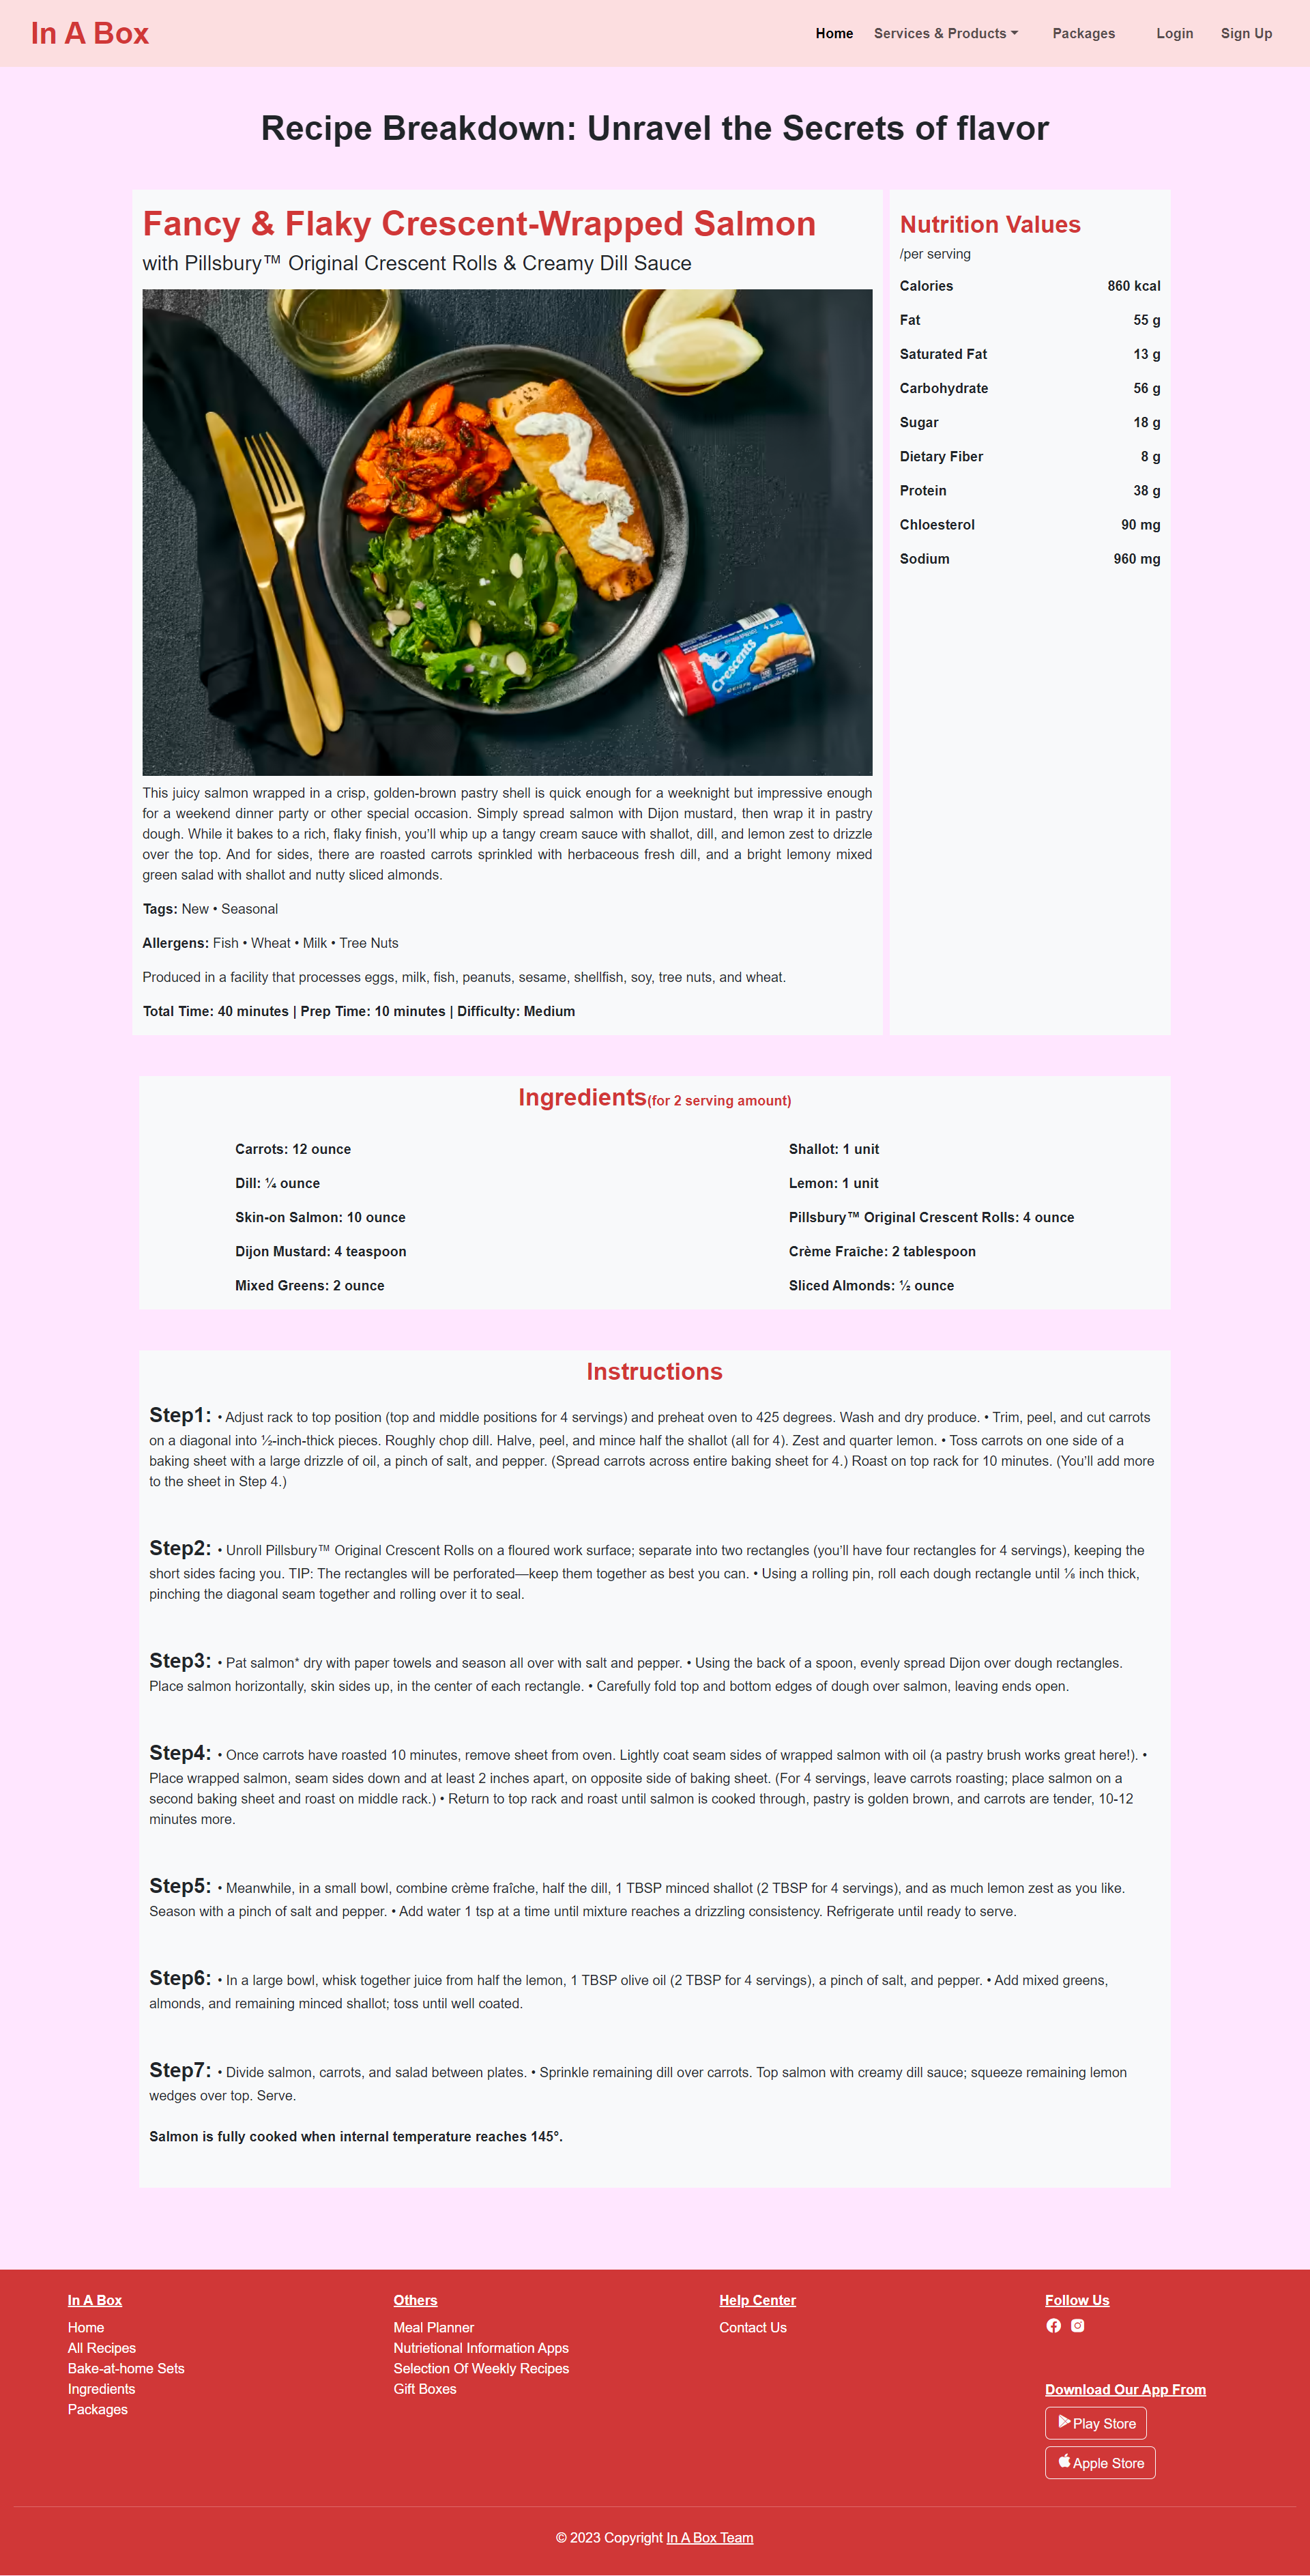 In A Box
Home Services & Products Packages Login Sign Up
Recipe Breakdown: Unravel the Secrets of flavor
Fancy & Flaky Crescent-Wrapped Salmon
with Pillsbury™ Original Crescent Rolls & Creamy Dill Sauce
Original
Crescents
This juicy salmon wrapped in a crisp, golden-brown pastry shell is quick enough for a weeknight but impressive enough
for a weekend dinner party or other special occasion. Simply spread salmon with Dijon mustard, then wrap it in pastry
dough. While it bakes to a rich, flaky finish, you'll whip up a tangy cream sauce with shallot, dill, and lemon zest to drizzle
over the top. And for sides, there are roasted carrots sprinkled with herbaceous fresh dill, and a bright lemony mixed
green salad with shallot and nutty sliced almonds.
Tags: New • Seasonal
Allergens: Fish • Wheat • Milk • Tree Nuts
Produced in a facility that processes eggs, milk, fish, peanuts, sesame, shellfish, soy, tree nuts, and wheat.
Total Time: 40 minutes | Prep Time: 10 minutes | Difficulty: Medium
Nutrition Values
/per serving
Calories 860 kcal
Fat 55 g
Saturated Fat 13 g
Carbohydrate 56 g
Sugar 18 g
Dietary Fiber 8 g
Protein 38 g
Chloesterol 90 mg
Sodium 960 mg
Ingredients(for 2 serving amount)
Carrots: 12 ounce
Dill: ¼ ounce
Skin-on Salmon: 10 ounce
Dijon Mustard: 4 teaspoon
Mixed Greens: 2 ounce
Shallot: 1 unit
Lemon: 1 unit
Pillsbury™ Original Crescent Rolls: 4 ounce
Crème Fraîche: 2 tablespoon
Sliced Almonds: ½ ounce
Instructions
Step1: • Adjust rack to top position (top and middle positions for 4 servings) and preheat oven to 425 degrees. Wash and dry produce. • Trim, peel, and cut carrots
on a diagonal into ½-inch-thick pieces. Roughly chop dill. Halve, peel, and mince half the shallot (all for 4). Zest and quarter lemon. • Toss carrots on one side of a
baking sheet with a large drizzle of oil, a pinch of salt, and pepper. (Spread carrots across entire baking sheet for 4.) Roast on top rack for 10 minutes. (You'll add more
to the sheet in Step 4.)
Step2: • Unroll Pillsbury™ Original Crescent Rolls on a floured work surface; separate into two rectangles (you'll have four rectangles for 4 servings), keeping the
short sides facing you. TIP: The rectangles will be perforated—keep them together as best you can. • Using a rolling pin, roll each dough rectangle until ⅛ inch thick,
pinching the diagonal seam together and rolling over it to seal.
Step3: • Pat salmon* dry with paper towels and season all over with salt and pepper. • Using the back of a spoon, evenly spread Dijon over dough rectangles.
Place salmon horizontally, skin sides up, in the center of each rectangle. • Carefully fold top and bottom edges of dough over salmon, leaving ends open.
Step4: • Once carrots have roasted 10 minutes, remove sheet from oven. Lightly coat seam sides of wrapped salmon with oil (a pastry brush works great here!). •
Place wrapped salmon, seam sides down and at least 2 inches apart, on opposite side of baking sheet. (For 4 servings, leave carrots roasting; place salmon on a
second baking sheet and roast on middle rack.) • Return to top rack and roast until salmon is cooked through, pastry is golden brown, and carrots are tender, 10-12
minutes more.
Step5: • Meanwhile, in a small bowl, combine crème fraîche, half the dill, 1 TBSP minced shallot (2 TBSP for 4 servings), and as much lemon zest as you like.
Season with a pinch of salt and pepper. • Add water 1 tsp at a time until mixture reaches a drizzling consistency. Refrigerate until ready to serve.
Step6: • In a large bowl, whisk together juice from half the lemon, 1 TBSP olive oil (2 TBSP for 4 servings), a pinch of salt, and pepper. • Add mixed greens,
almonds, and remaining minced shallot; toss until well coated.
Step7: • Divide salmon, carrots, and salad between plates. • Sprinkle remaining dill over carrots. Top salmon with creamy dill sauce; squeeze remaining lemon
wedges over top. Serve.
Salmon is fully cooked when internal temperature reaches 145°.
In A Box
Home
All Recipes
Bake-at-home Sets
Ingredients
Packages
Others
Meal Planner
Nutrietional Information Apps
Selection Of Weekly Recipes
Gift Boxes
Help Center
Contact Us
Follow Us
Download Our App From
Play Store
Apple Store
© 2023 Copyright In A Box Team